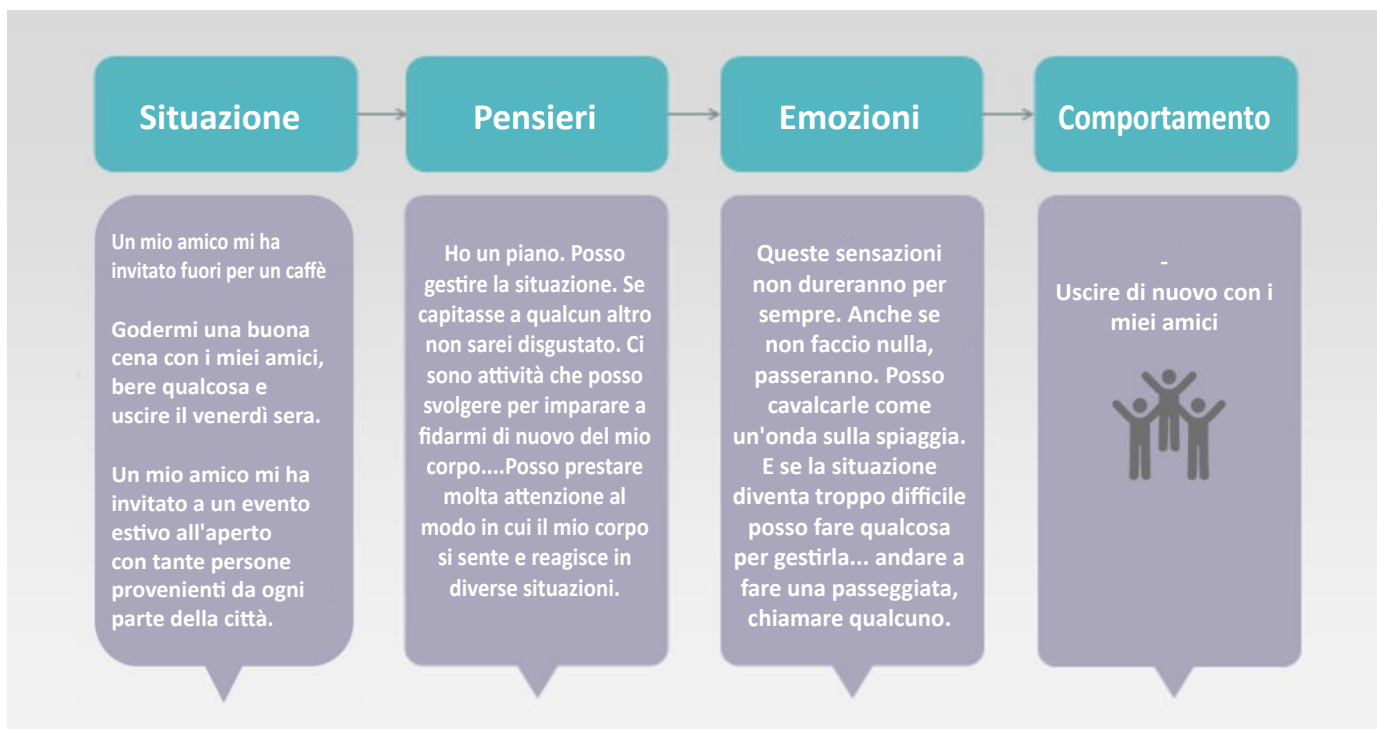 Situazione
Pensieri
Emozioni
Comportamento
Un mio amico mi ha
invitato fuori per un caffè
Godermi una buona
cena con i miei amici,
bere qualcosa e
uscire il venerdì sera.
Un mio amico mi ha
invitato a un evento
estivo all'aperto
con tante persone
provenienti da ogni
parte della città.
Ho un piano. Posso
gestire la situazione. Se
capitasse a qualcun altro
non sarei disgustato. Ci
sono attività che posso
svolgere per imparare a
fidarmi di nuovo del mio
corpo....Posso prestare
molta attenzione al
modo in cui il mio corpo
si sente e reagisce in
diverse situazioni.
Queste sensazioni
non dureranno per
sempre. Anche se
non faccio nulla,
passeranno. Posso
cavalcarle come
un'onda sulla spiaggia.
E se la situazione
diventa troppo difficile
posso fare qualcosa
per gestirla... andare a
fare una passeggiata,
chiamare qualcuno.
-
Uscire di nuovo con i
miei amici